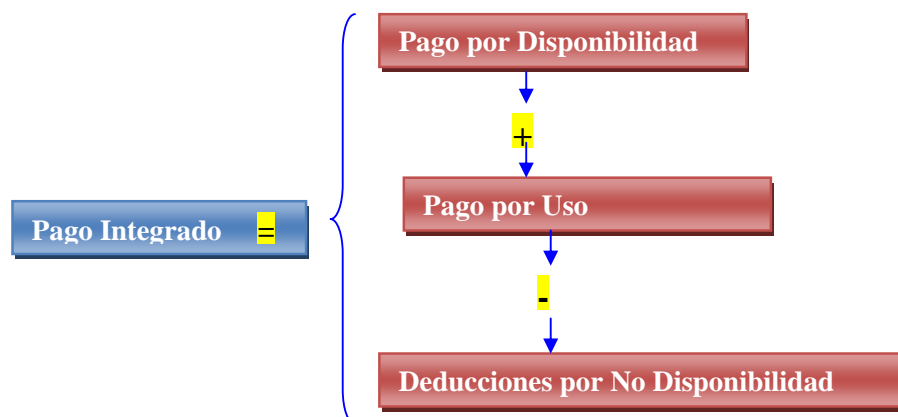 Pago por Disponibilidad
+
Pago por Uso
Pago Integrado =
-
Deducciones por No Disponibilidad